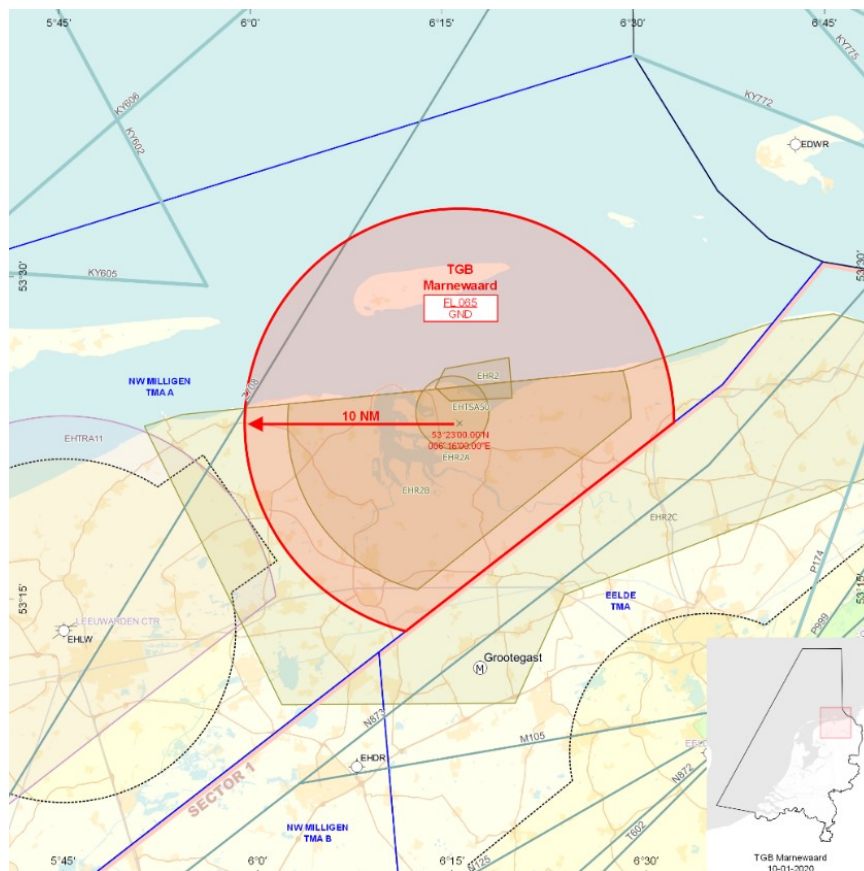 5°45' 6°0' 6°15' 6°30' 6°45'
KY606
KY602
KY772
KY775
EDWR
53°30' 53°30'
KY605
TGB
Marnewaard
FL 065
GND
NW MILLIGEN
TMA A
EHR2
10 NM
EHTSA50
53°23'00.00"N
006°16'00.00"E
EHTRA11
EHR2A
EHR2B
EHR2C
P174
P999
53°15' 53°15'
LEEUWARDEN CTR
EHLW
EELDE
TMA
Grootegast
M
N873
M105
EHDR
SECTOR 1
N872
T602
N125
NW MILLIGEN
TMA B
5°45' 6°0' 6°15' 6°30'
TGB Marnewaard
10-01-2020